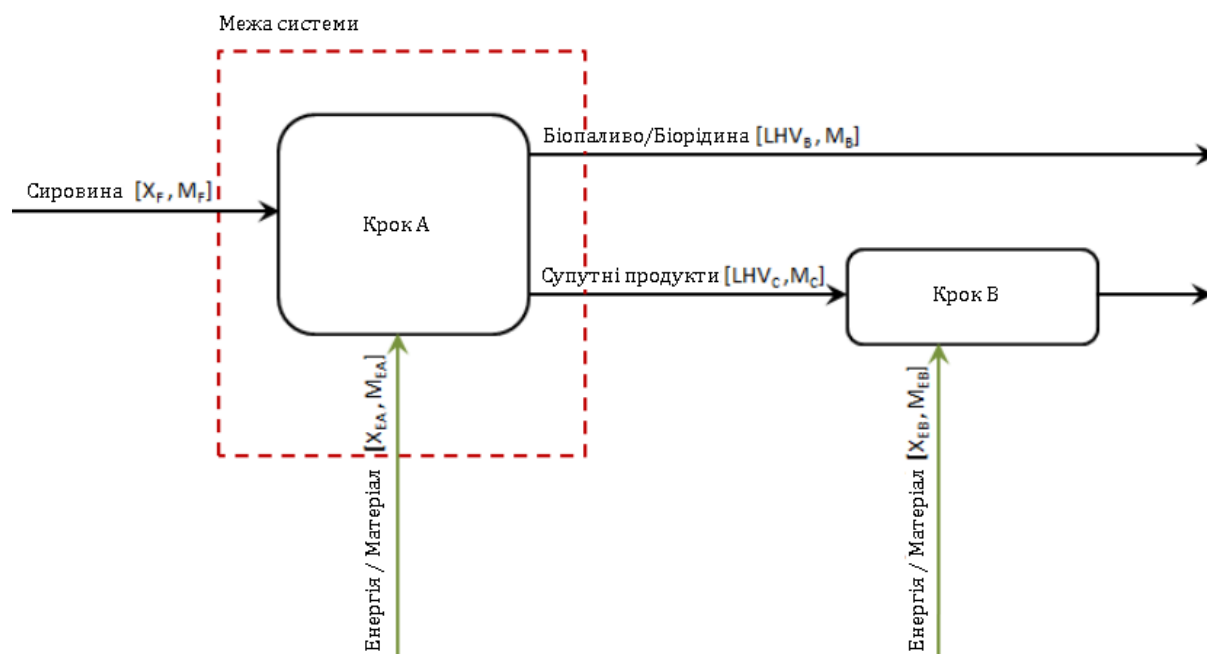 Межа системи
Біопаливо/Біорідина [LHV_B, M_B]
Сировина [X_F, M_F]
Крок А
Супутні продукти [LHV_C, M_C]
Крок В
Енергія / Матеріал [X_EA, M_EA]
Енергія / Матеріал [X_EB, M_EB]